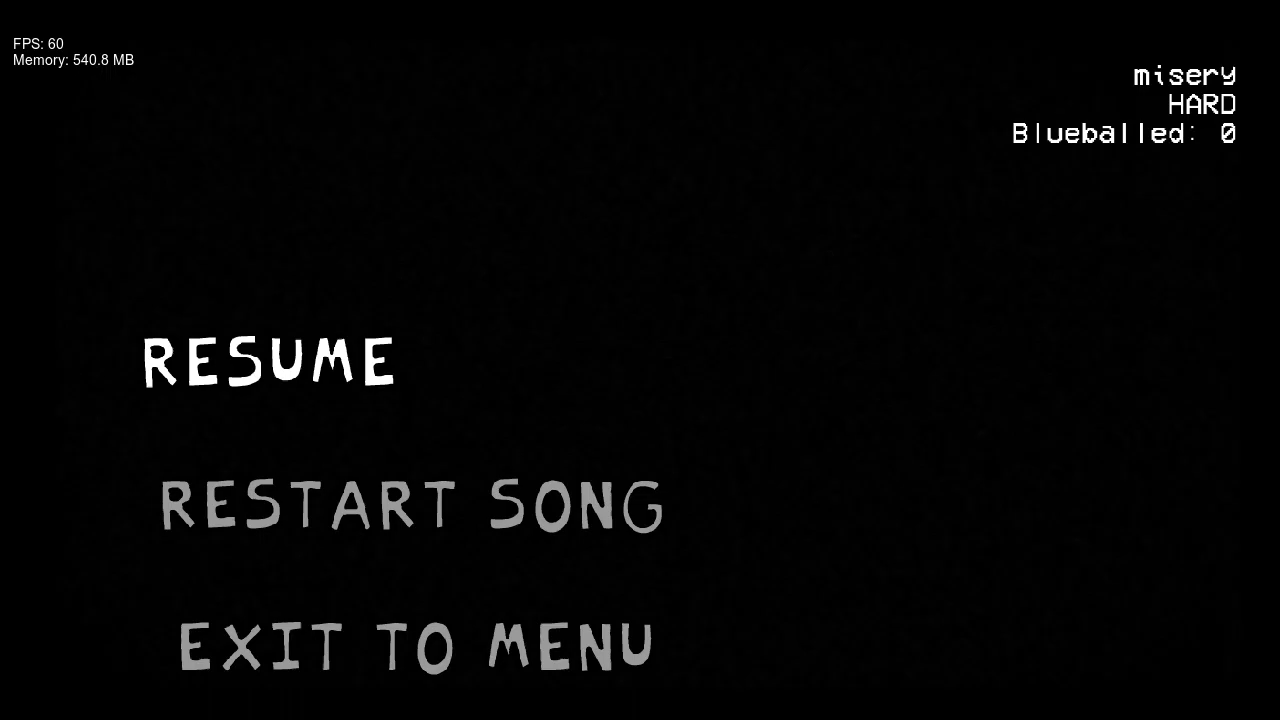 FPS: 60
Memory: 540.8 MB
misery
HARD
Blueballed: 0
RESUME
RESTART SONG
EXIT TO MENU